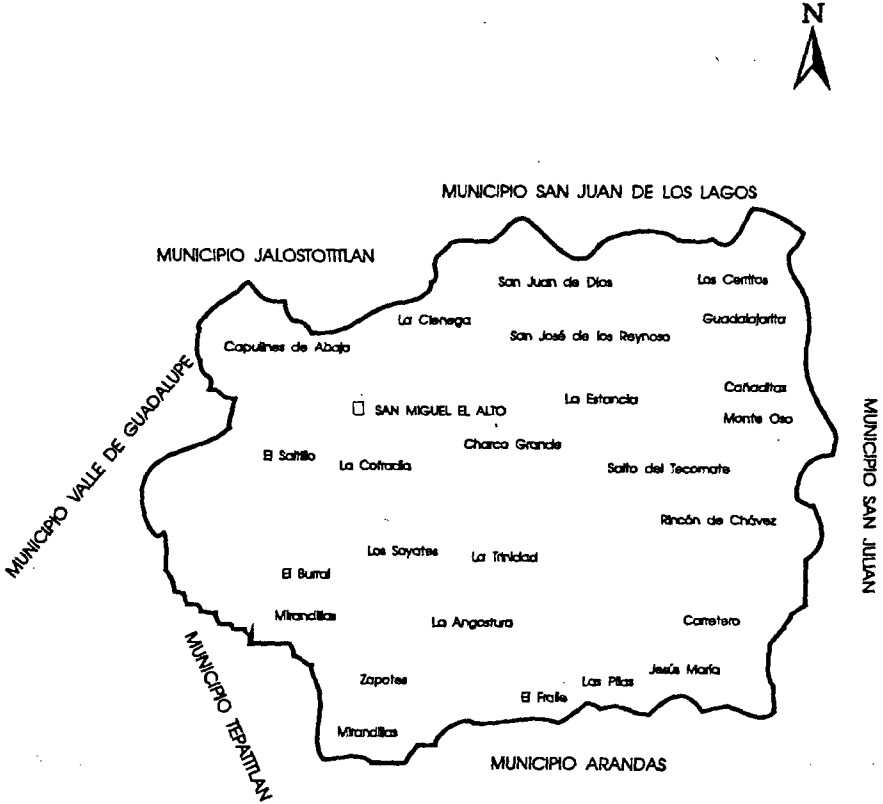 N
MUNICIPIO SAN JUAN DE LOS LAGOS
MUNICIPIO JALOSTOTITLAN
San Juan de Dios
Los Cerritos
La Cienega
Guadalajarita
San José de los Reynoso
Capulines de Abajo
MUNICIPIO VALLE DE GUADALUPE
Cañaditas
La Estancia
SAN MIGUEL EL ALTO
Monte Oso
MUNICIPIO SAN JULIAN
Charco Grande
El Saltillo
La Cofradia
Salto del Tecomate
Rincón de Chávez
Los Sayates
La Trinidad
El Burral
Mirandillas
La Angostura
Carretero
MUNICIPIO TEPATITLAN
Jesús María
Zapotes
Las Pilas
El Fraile
Mirandillas
MUNICIPIO ARANDAS